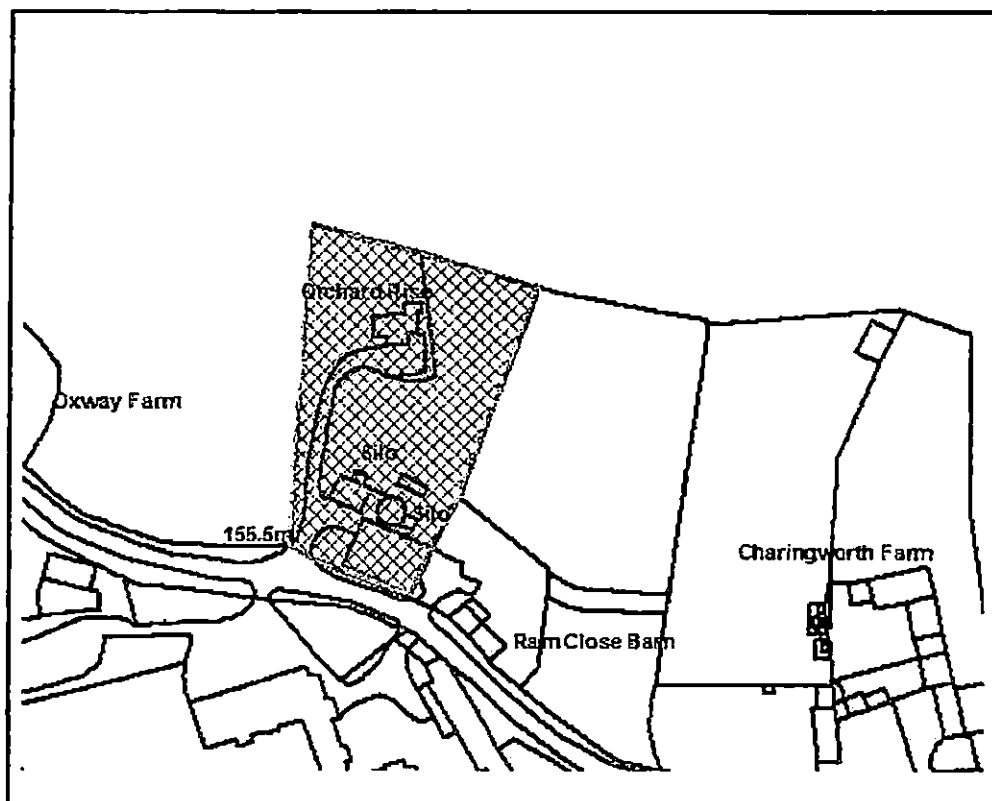 Orchard Rise
Oxway Farm
Silo
Silo
155.5m
Charingworth Farm
Ram Close Barn